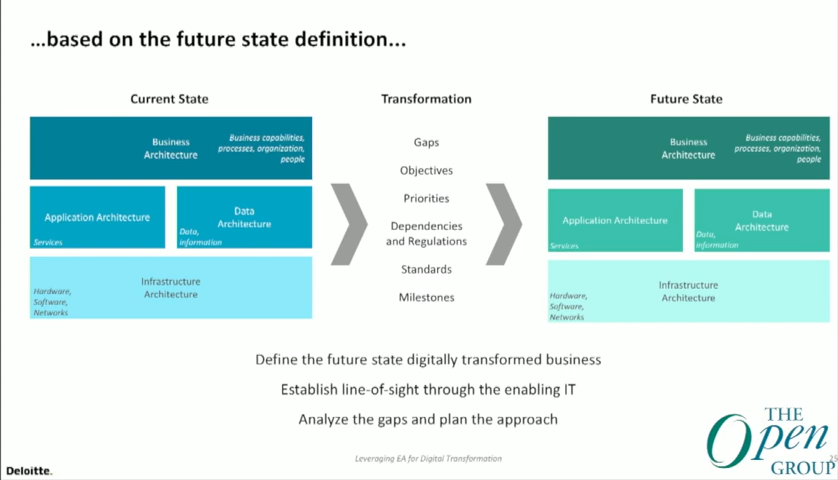 ...based on the future state definition...
Current State
Transformation
Future State
Business
Architecture
Business capabilities,
processes, organization,
people
Application Architecture
Services
Data
Architecture
Data,
information
Infrastructure
Architecture
Hardware,
Software,
Networks
Gaps
Objectives
Priorities
Dependencies
and Regulations
Standards
Milestones
Business
Architecture
Business capabilities,
processes, organization,
people
Application Architecture
Services
Data
Architecture
Data,
information
Infrastructure
Architecture
Hardware,
Software,
Networks
Define the future state digitally transformed business
Establish line-of-sight through the enabling IT
Analyze the gaps and plan the approach
Leveraging EA for Digital Transformation
Deloitte.
THE
Open
GROUP
25